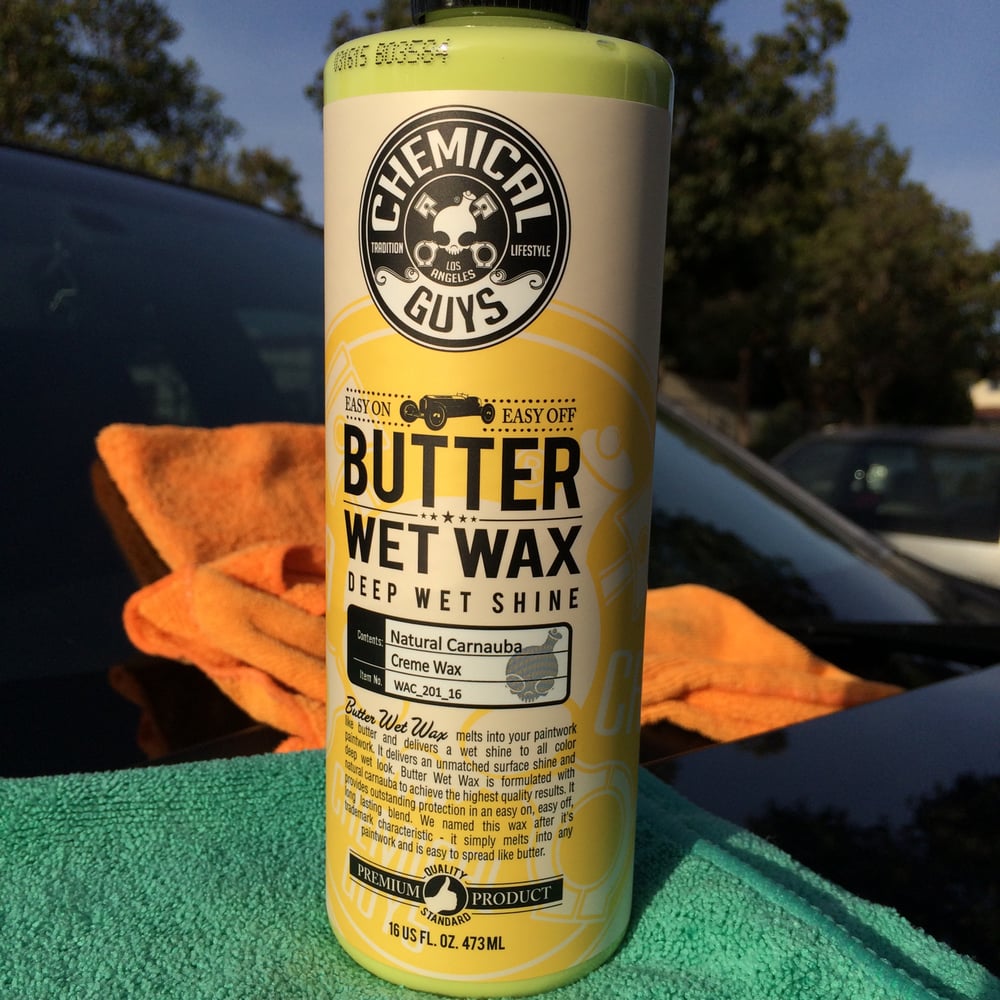 031615 B03584
CHEMICAL
TRADITION
LIFESTYLE
LOS
ANGELES
GUYS
EASY ON EASY OFF
BUTTER
WET WAX
DEEP WET SHINE
Contents: Natural Carnauba
Creme Wax
Item No. WAC_201_16
Butter Wet Wax melts into your paintwork
like butter and delivers a wet shine to all color
paintwork. It delivers an unmatched surface shine and
deep wet look. Butter Wet Wax is formulated with
natural carnauba to achieve the highest quality results. It
provides outstanding protection in an easy on, easy off,
long lasting blend. We named this wax after it's
trademark characteristic - it simply melts into any
paintwork and is easy to spread like butter.
QUALITY
PREMIUM PRODUCT
STANDARD
16 US FL. OZ. 473 ML